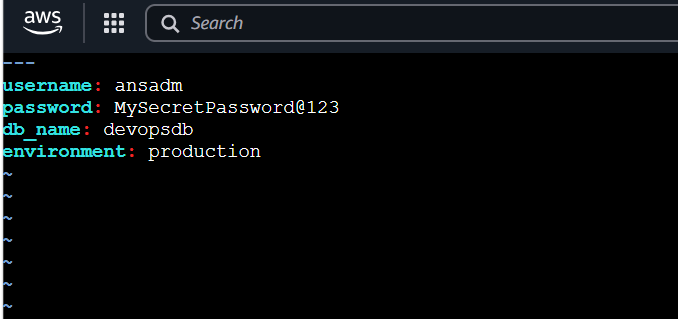 aws
Search
---
username: ansadm
password: MySecretPassword@123
db_name: devopsdb
environment: production
~
~
~
~
~
~
~